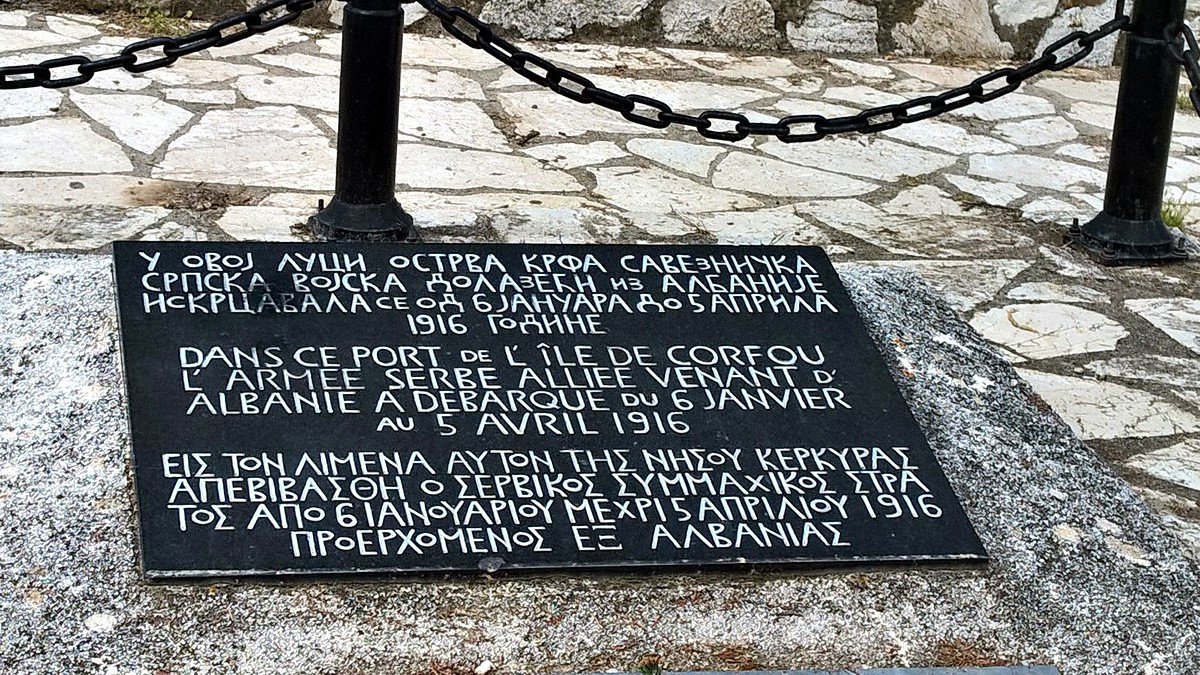 У ОВОЈ ЛУЦИ ОСТРВА КРФА САВЕЗНИЧКА
СРПСКА ВОЈСКА ДОЛАЗЕЋИ ИЗ АЛБАНИЈЕ
ИСКРЦАВАЛА СЕ ОД 6 ЈАНУАРА ДО 5 АПРИЛА
1916 ГОДИНЕ
DANS CE PORT DE L' ÎLE DE CORFOU
L' ARMEE SERBE ALLIEE VENANT D'
ALBANIE A DEBARQUE DU 6 JANVIER
AU 5 AVRIL 1916
ΕΙΣ ΤΟΝ ΛΙΜΕΝΑ ΑΥΤΟΝ ΤΗΣ ΝΗΣΟΥ ΚΕΡΚΥΡΑΣ
ΑΠΕΒΙΒΑΣΘΗ Ο ΣΕΡΒΙΚΟΣ ΣΥΜΜΑΧΙΚΟΣ ΣΤΡΑ
ΤΟΣ ΑΠΟ 6 ΙΑΝΟΥΑΡΙΟΥ ΜΕΧΡΙ 5 ΑΠΡΙΛΙΟΥ 1916
ΠΡΟΕΡΧΟΜΕΝΟΣ ΕΞ ΑΛΒΑΝΙΑΣ